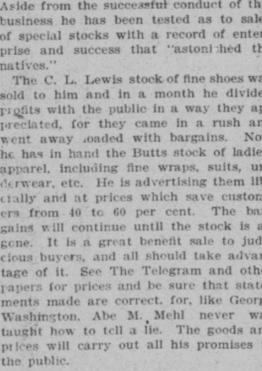 Aside from the successful conduct of th
business he has been tested as to sale
of special stocks with a record of enter
prise and success that "astonished the
natives."
The C. L. Lewis stock of fine shoes wa
sold to him and in a month he divide
profits with the public in a way they ap
preciated, for they came in a rush an
went away loaded with bargains. No
he has in hand the Butts stock of ladie
apparel, including fine wraps, suits, un
derwear, etc. He is advertising them lib
erally and at prices which save custom
ers from 40 to 60 per cent. The bar
gains will continue until the stock is a
gone. It is a great benefit sale to judi
cious buyers, and all should take advan
tage of it. See The Telegram and othe
papers for prices and be sure that state
ments made are correct, for, like Georg
Washington, Abe M. Mehl never wa
taught how to tell a lie. The goods an
prices will carry out all his promises t
the public.